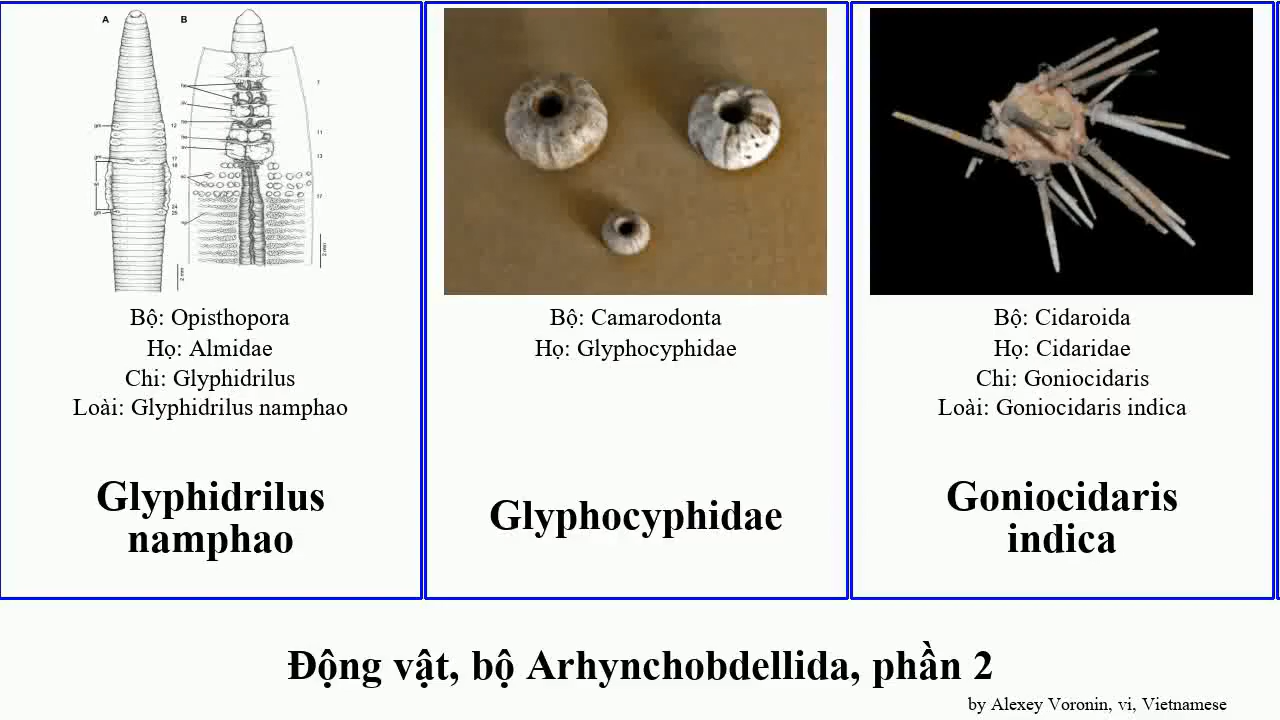 A
B
Bộ: Opisthopora
Họ: Almidae
Chi: Glyphidrilus
Loài: Glyphidrilus namphao
Glyphidrilus
namphao
Bộ: Camarodonta
Họ: Glyphocyphidae
Glyphocyphidae
Bộ: Cidaroida
Họ: Cidaridae
Chi: Goniocidaris
Loài: Goniocidaris indica
Goniocidaris
indica
Động vật, bộ Arhynchobdellida, phần 2
by Alexey Voronin, vi, Vietnamese